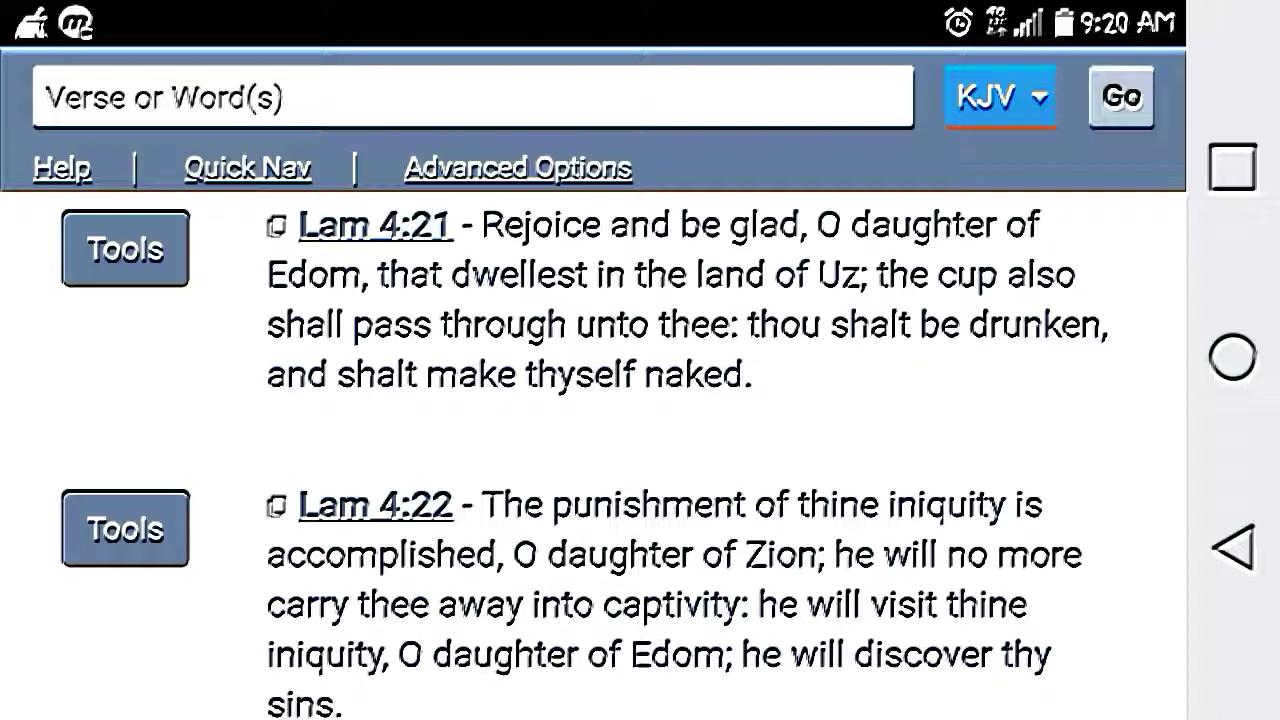 9:20 AM
Verse or Word(s)
KJV
Go
Help | Quick Nav | Advanced Options
Tools
Lam 4:21 - Rejoice and be glad, O daughter of
Edom, that dwellest in the land of Uz; the cup also
shall pass through unto thee: thou shalt be drunken,
and shalt make thyself naked.
Tools
Lam 4:22 - The punishment of thine iniquity is
accomplished, O daughter of Zion; he will no more
carry thee away into captivity: he will visit thine
iniquity, O daughter of Edom; he will discover thy
sins.